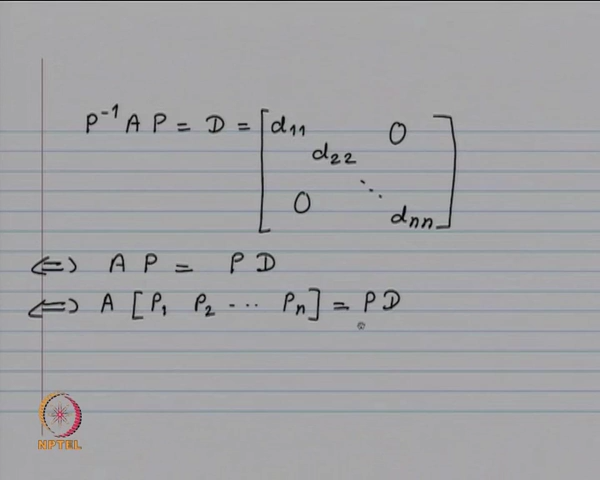 P⁻¹ A P = D = [d₁₁ 0
d₂₂
⋱
0 dₙₙ]
⇔ A P = P D
⇔ A [P₁ P₂ ... Pₙ] = P D
NPTEL